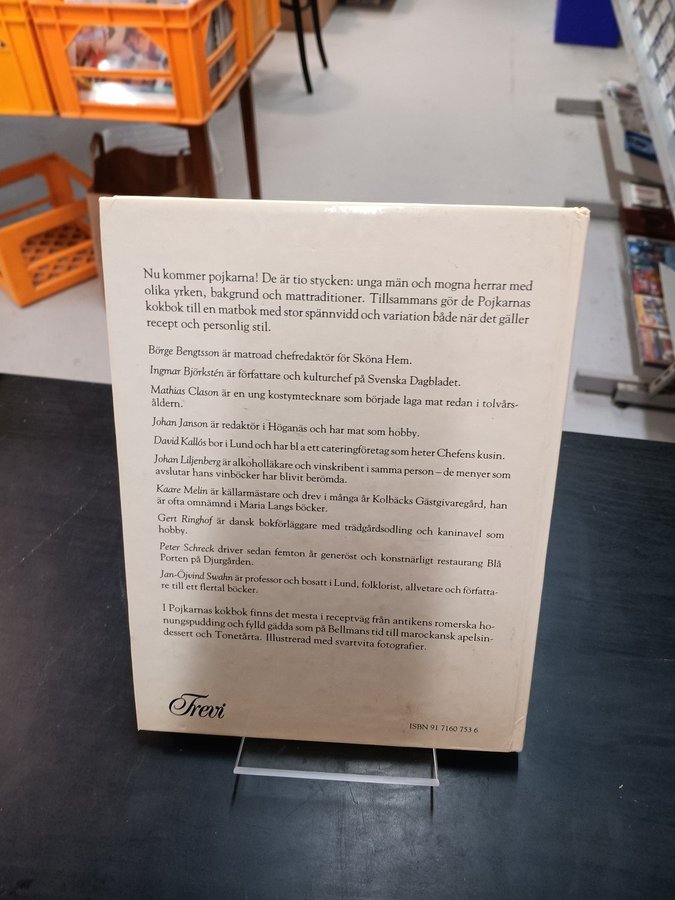 Nu kommer pojkarna! De är tio stycken: unga män och mogna herrar med
olika yrken, bakgrund och mattraditioner. Tillsammans gör de Pojkarnas
kokbok till en matbok med stor spännvidd och variation både när det gäller
recept och personlig stil.
Börge Bengtsson är matroad chefredaktör för Sköna Hem.
Ingmar Björkstén är författare och kulturchef på Svenska Dagbladet.
Mathias Clason är en ung kostymtecknare som började laga mat redan i tolvårs-
åldern.
Johan Janson är redaktör i Höganäs och har mat som hobby.
David Kallós bor i Lund och har bl a ett cateringföretag som heter Chefens kusin.
Johan Liljenberg är alkoholläkare och vinskribent i samma person – de menyer som
avslutar hans vinböcker har blivit berömda.
Kaare Melin är källarmästare och drev i många år Kolbäcks Gästgivaregård, han
är ofta omnämnd i Maria Langs böcker.
Gert Ringhof är dansk bokförläggare med trädgårdsodling och kaninavel som
hobby.
Peter Schreck driver sedan femton år generöst och konstnärligt restaurang Blå
Porten på Djurgården.
Jan-Öjvind Swahn är professor och bosatt i Lund, folklorist, allvetare och författa-
re till ett flertal böcker.
I Pojkarnas kokbok finns det mesta i receptväg från antikens romerska ho-
nungspudding och fylld gädda som på Bellmans tid till marockansk apelsin-
dessert och Tonetårta. Illustrerad med svartvita fotografier.
Trevi
ISBN 91 7160 753 6